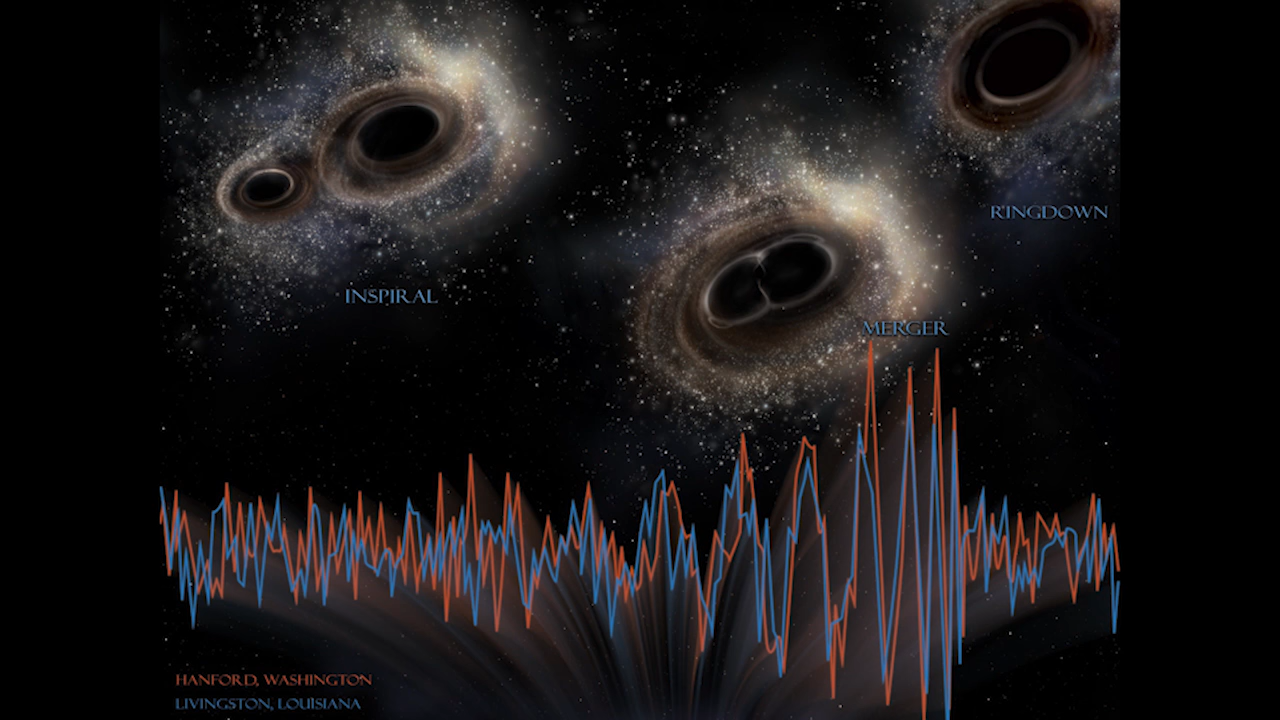 RINGDOWN
INSPIRAL
MERGER
HANFORD, WASHINGTON
LIVINGSTON, LOUISIANA